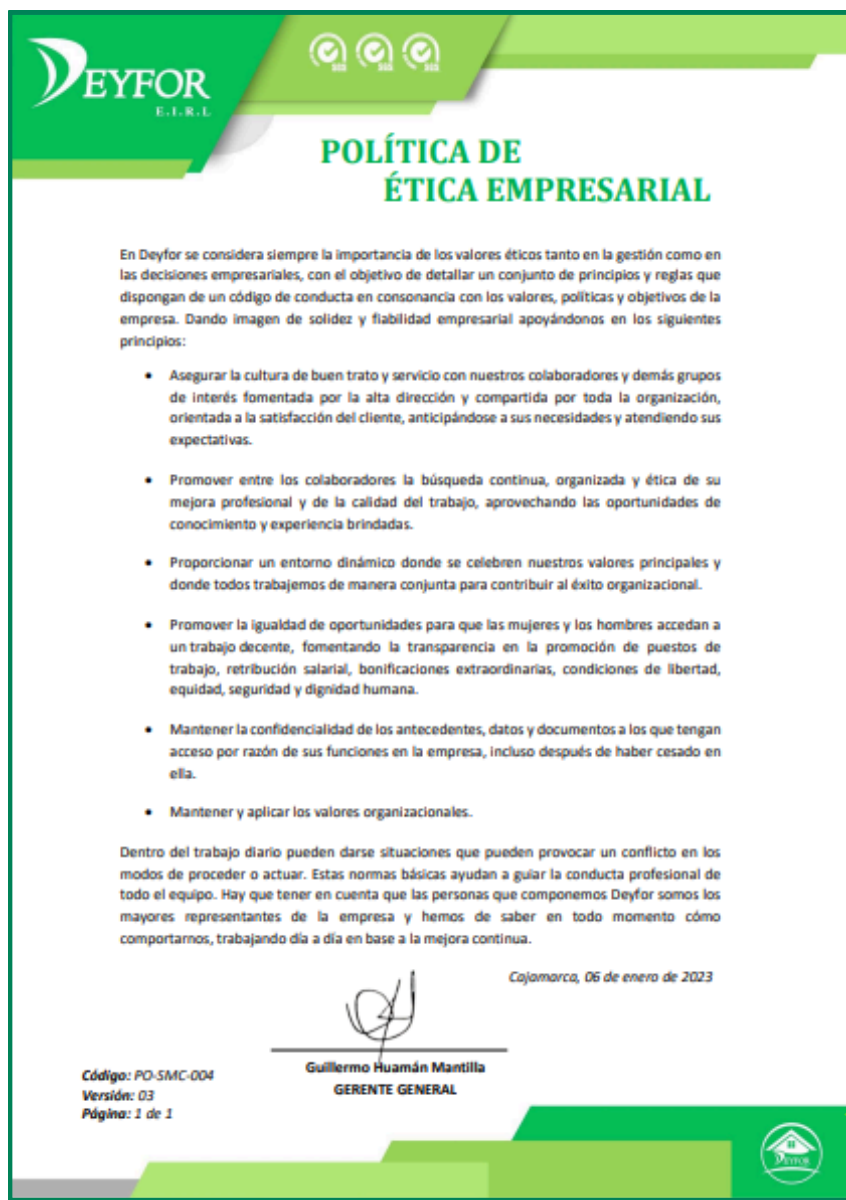 DEYFOR
E.I.R.L
SGS SGS SGS
POLÍTICA DE
ÉTICA EMPRESARIAL
En Deyfor se considera siempre la importancia de los valores éticos tanto en la gestión como en
las decisiones empresariales, con el objetivo de detallar un conjunto de principios y reglas que
dispongan de un código de conducta en consonancia con los valores, políticas y objetivos de la
empresa. Dando imagen de solidez y fiabilidad empresarial apoyándonos en los siguientes
principios:
• Asegurar la cultura de buen trato y servicio con nuestros colaboradores y demás grupos
de interés fomentada por la alta dirección y compartida por toda la organización,
orientada a la satisfacción del cliente, anticipándose a sus necesidades y atendiendo sus
expectativas.
• Promover entre los colaboradores la búsqueda continua, organizada y ética de su
mejora profesional y de la calidad del trabajo, aprovechando las oportunidades de
conocimiento y experiencia brindadas.
• Proporcionar un entorno dinámico donde se celebren nuestros valores principales y
donde todos trabajemos de manera conjunta para contribuir al éxito organizacional.
• Promover la igualdad de oportunidades para que las mujeres y los hombres accedan a
un trabajo decente, fomentando la transparencia en la promoción de puestos de
trabajo, retribución salarial, bonificaciones extraordinarias, condiciones de libertad,
equidad, seguridad y dignidad humana.
• Mantener la confidencialidad de los antecedentes, datos y documentos a los que tengan
acceso por razón de sus funciones en la empresa, incluso después de haber cesado en
ella.
• Mantener y aplicar los valores organizacionales.
Dentro del trabajo diario pueden darse situaciones que pueden provocar un conflicto en los
modos de proceder o actuar. Estas normas básicas ayudan a guiar la conducta profesional de
todo el equipo. Hay que tener en cuenta que las personas que componemos Deyfor somos los
mayores representantes de la empresa y hemos de saber en todo momento cómo
comportarnos, trabajando día a día en base a la mejora continua.
Cajamarca, 06 de enero de 2023
Guillermo Huamán Mantilla
GERENTE GENERAL
Código: PO-SMC-004
Versión: 03
Página: 1 de 1
DEYFOR